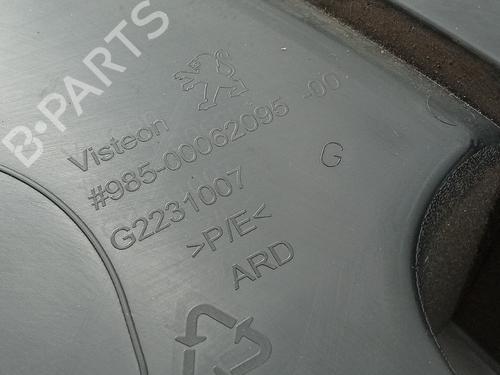 B-PARTS
Visteon
#985-00062095 -00
G2231007
G
>P/E<
ARD